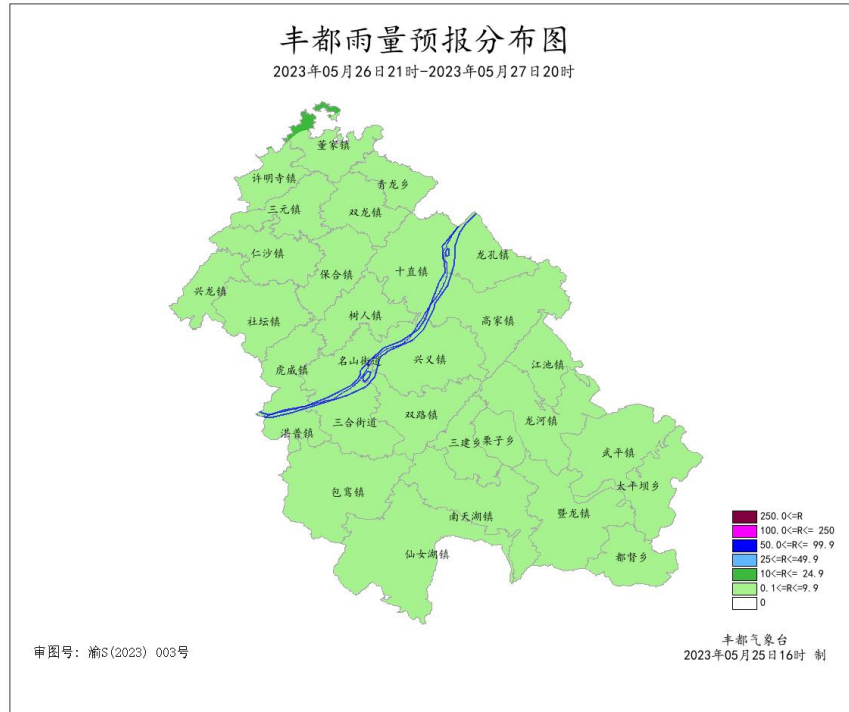 丰都雨量预报分布图
2023年05月26日21时-2023年05月27日20时
董家镇
许明寺镇
青龙乡
三元镇
双龙镇
仁沙镇
保合镇
十直镇
龙孔镇
兴龙镇
社坛镇
树人镇
高家镇
虎威镇
名山街道
兴义镇
江池镇
湛普镇
三合街道
双路镇
龙河镇
三建乡
栗子乡
武平镇
太平坝乡
包鸾镇
南天湖镇
暨龙镇
仙女湖镇
都督乡
250.0<=R
100.0<=R<= 250
50.0<=R<= 99.9
25<=R<=49.9
10<=R<= 24.9
0.1<=R<=9.9
0
丰都气象台
2023年05月25日16时 制
审图号: 渝S(2023) 003号